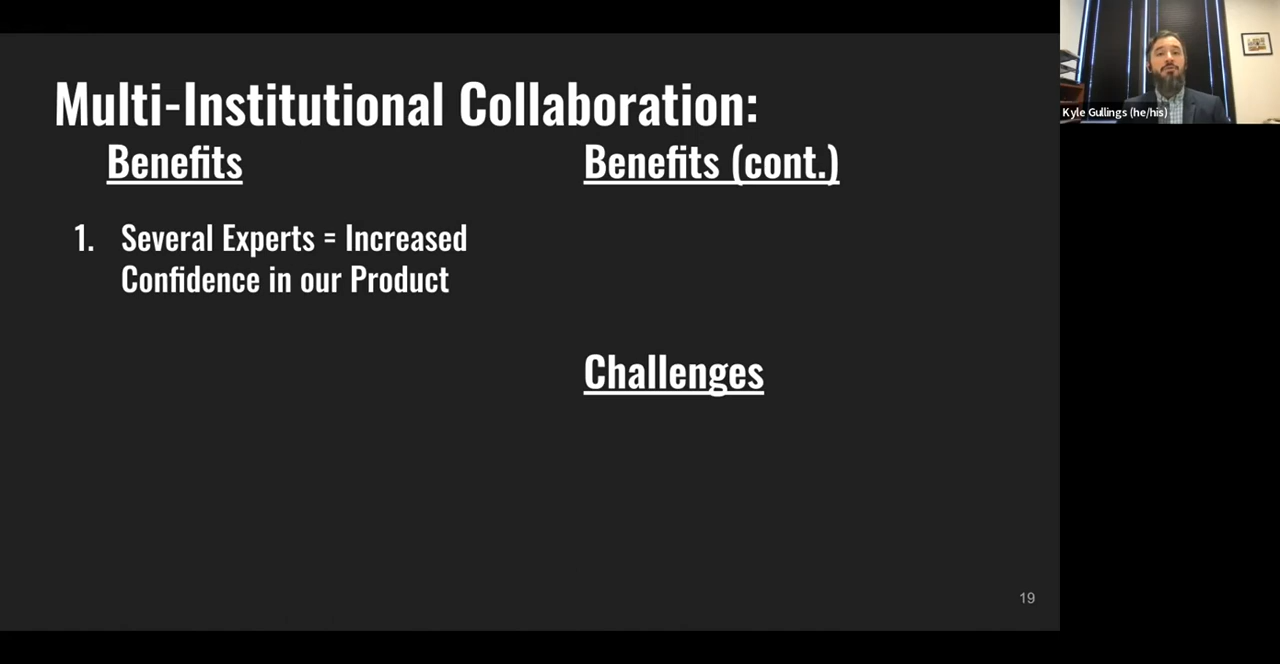 Multi-Institutional Collaboration:
Benefits
1. Several Experts = Increased
Confidence in our Product
Benefits (cont.)
Challenges
19
Kyle Gullings (he/his)